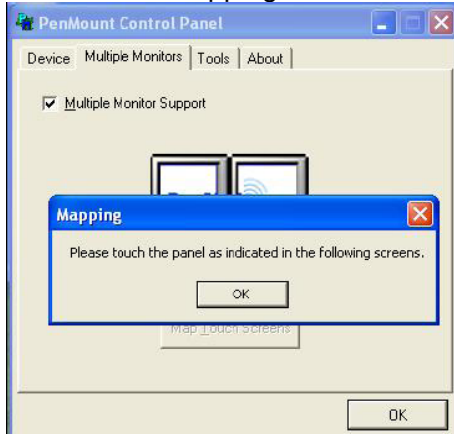 PenMount Control Panel
Device Multiple Monitors Tools About
Multiple Monitor Support
Mapping
Please touch the panel as indicated in the following screens.
OK
Map Touch Screens
OK